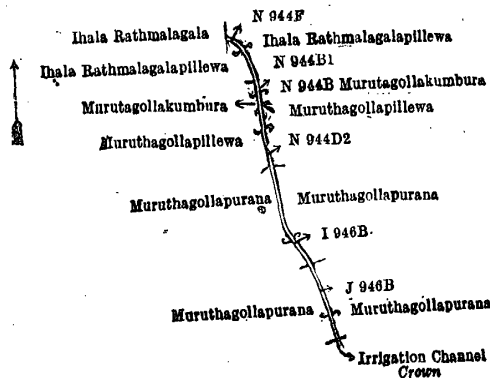 N 944F
Ihala Rathmalagala
Ihala Rathmalagalapillewa
N 944B1
Ihala Rathmalagalapillewa
N 944B Murutagollakumbura
Murutagollakumbura
Muruthagollapillewa
Muruthagollapillewa
N 944D2
Muruthagollapurana
Muruthagollapurana
I 946B
J 946B
Muruthagollapurana
Muruthagollapurana
Irrigation Channel
Crown